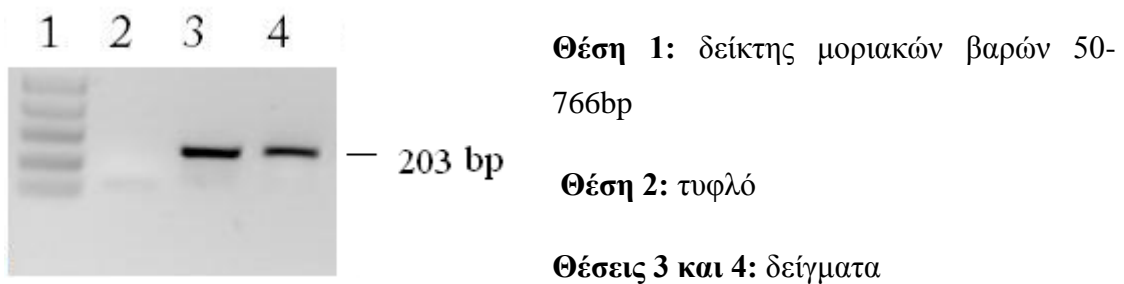 1 2 3 4
203 bp
Θέση 1: δείκτης μοριακών βαρών 50-
766bp
Θέση 2: τυφλό
Θέσεις 3 και 4: δείγματα